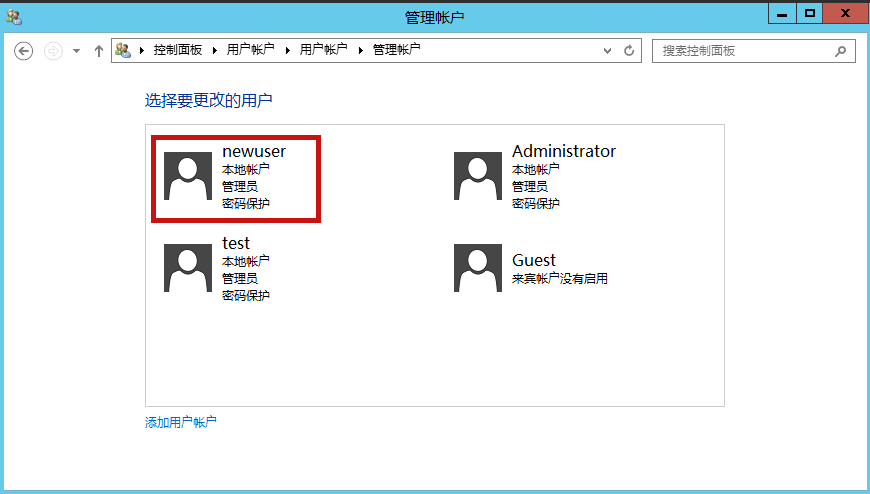 管理帐户
控制面板 用户帐户 用户帐户 管理帐户
搜索控制面板
选择要更改的用户
newuser
本地帐户
管理员
密码保护
Administrator
本地帐户
管理员
密码保护
test
本地帐户
管理员
密码保护
Guest
来宾帐户没有启用
添加用户帐户